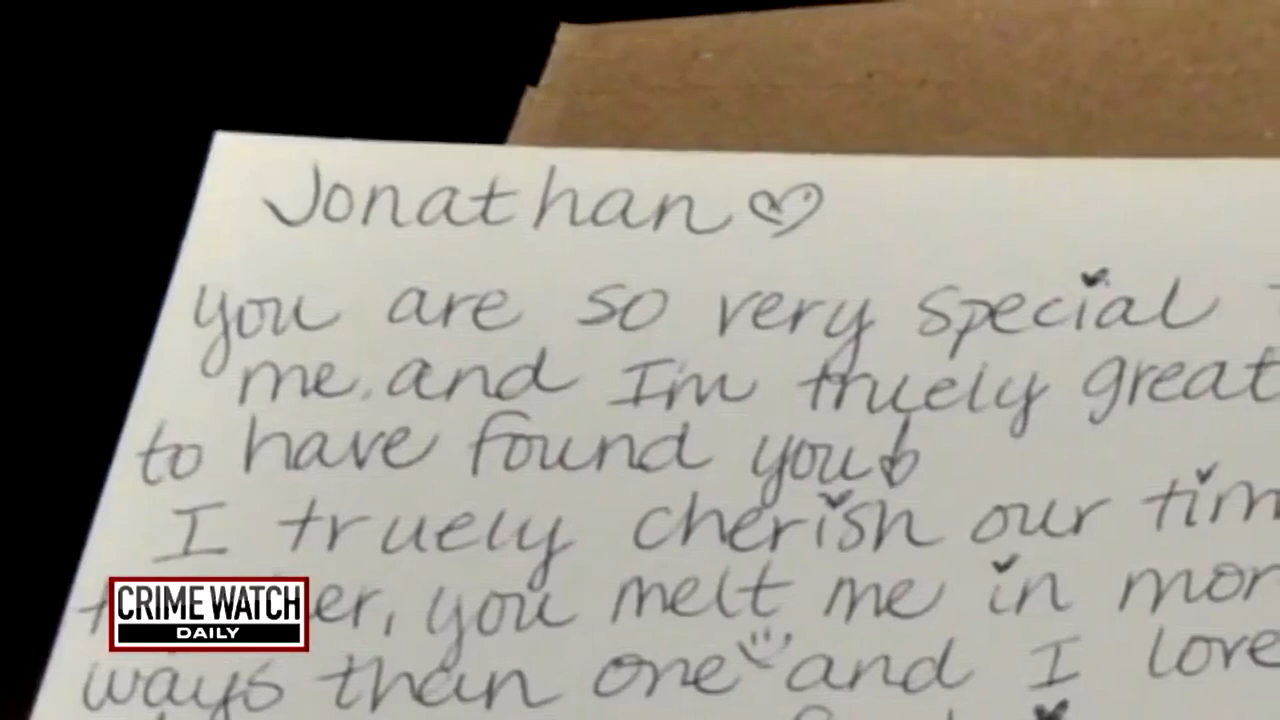 Jonathan ♡
you are so very special
me. and Im truely great
to have found you
I truely cherish our tim
er, you melt me in mor
ways than one and I love
CRIME WATCH
DAILY